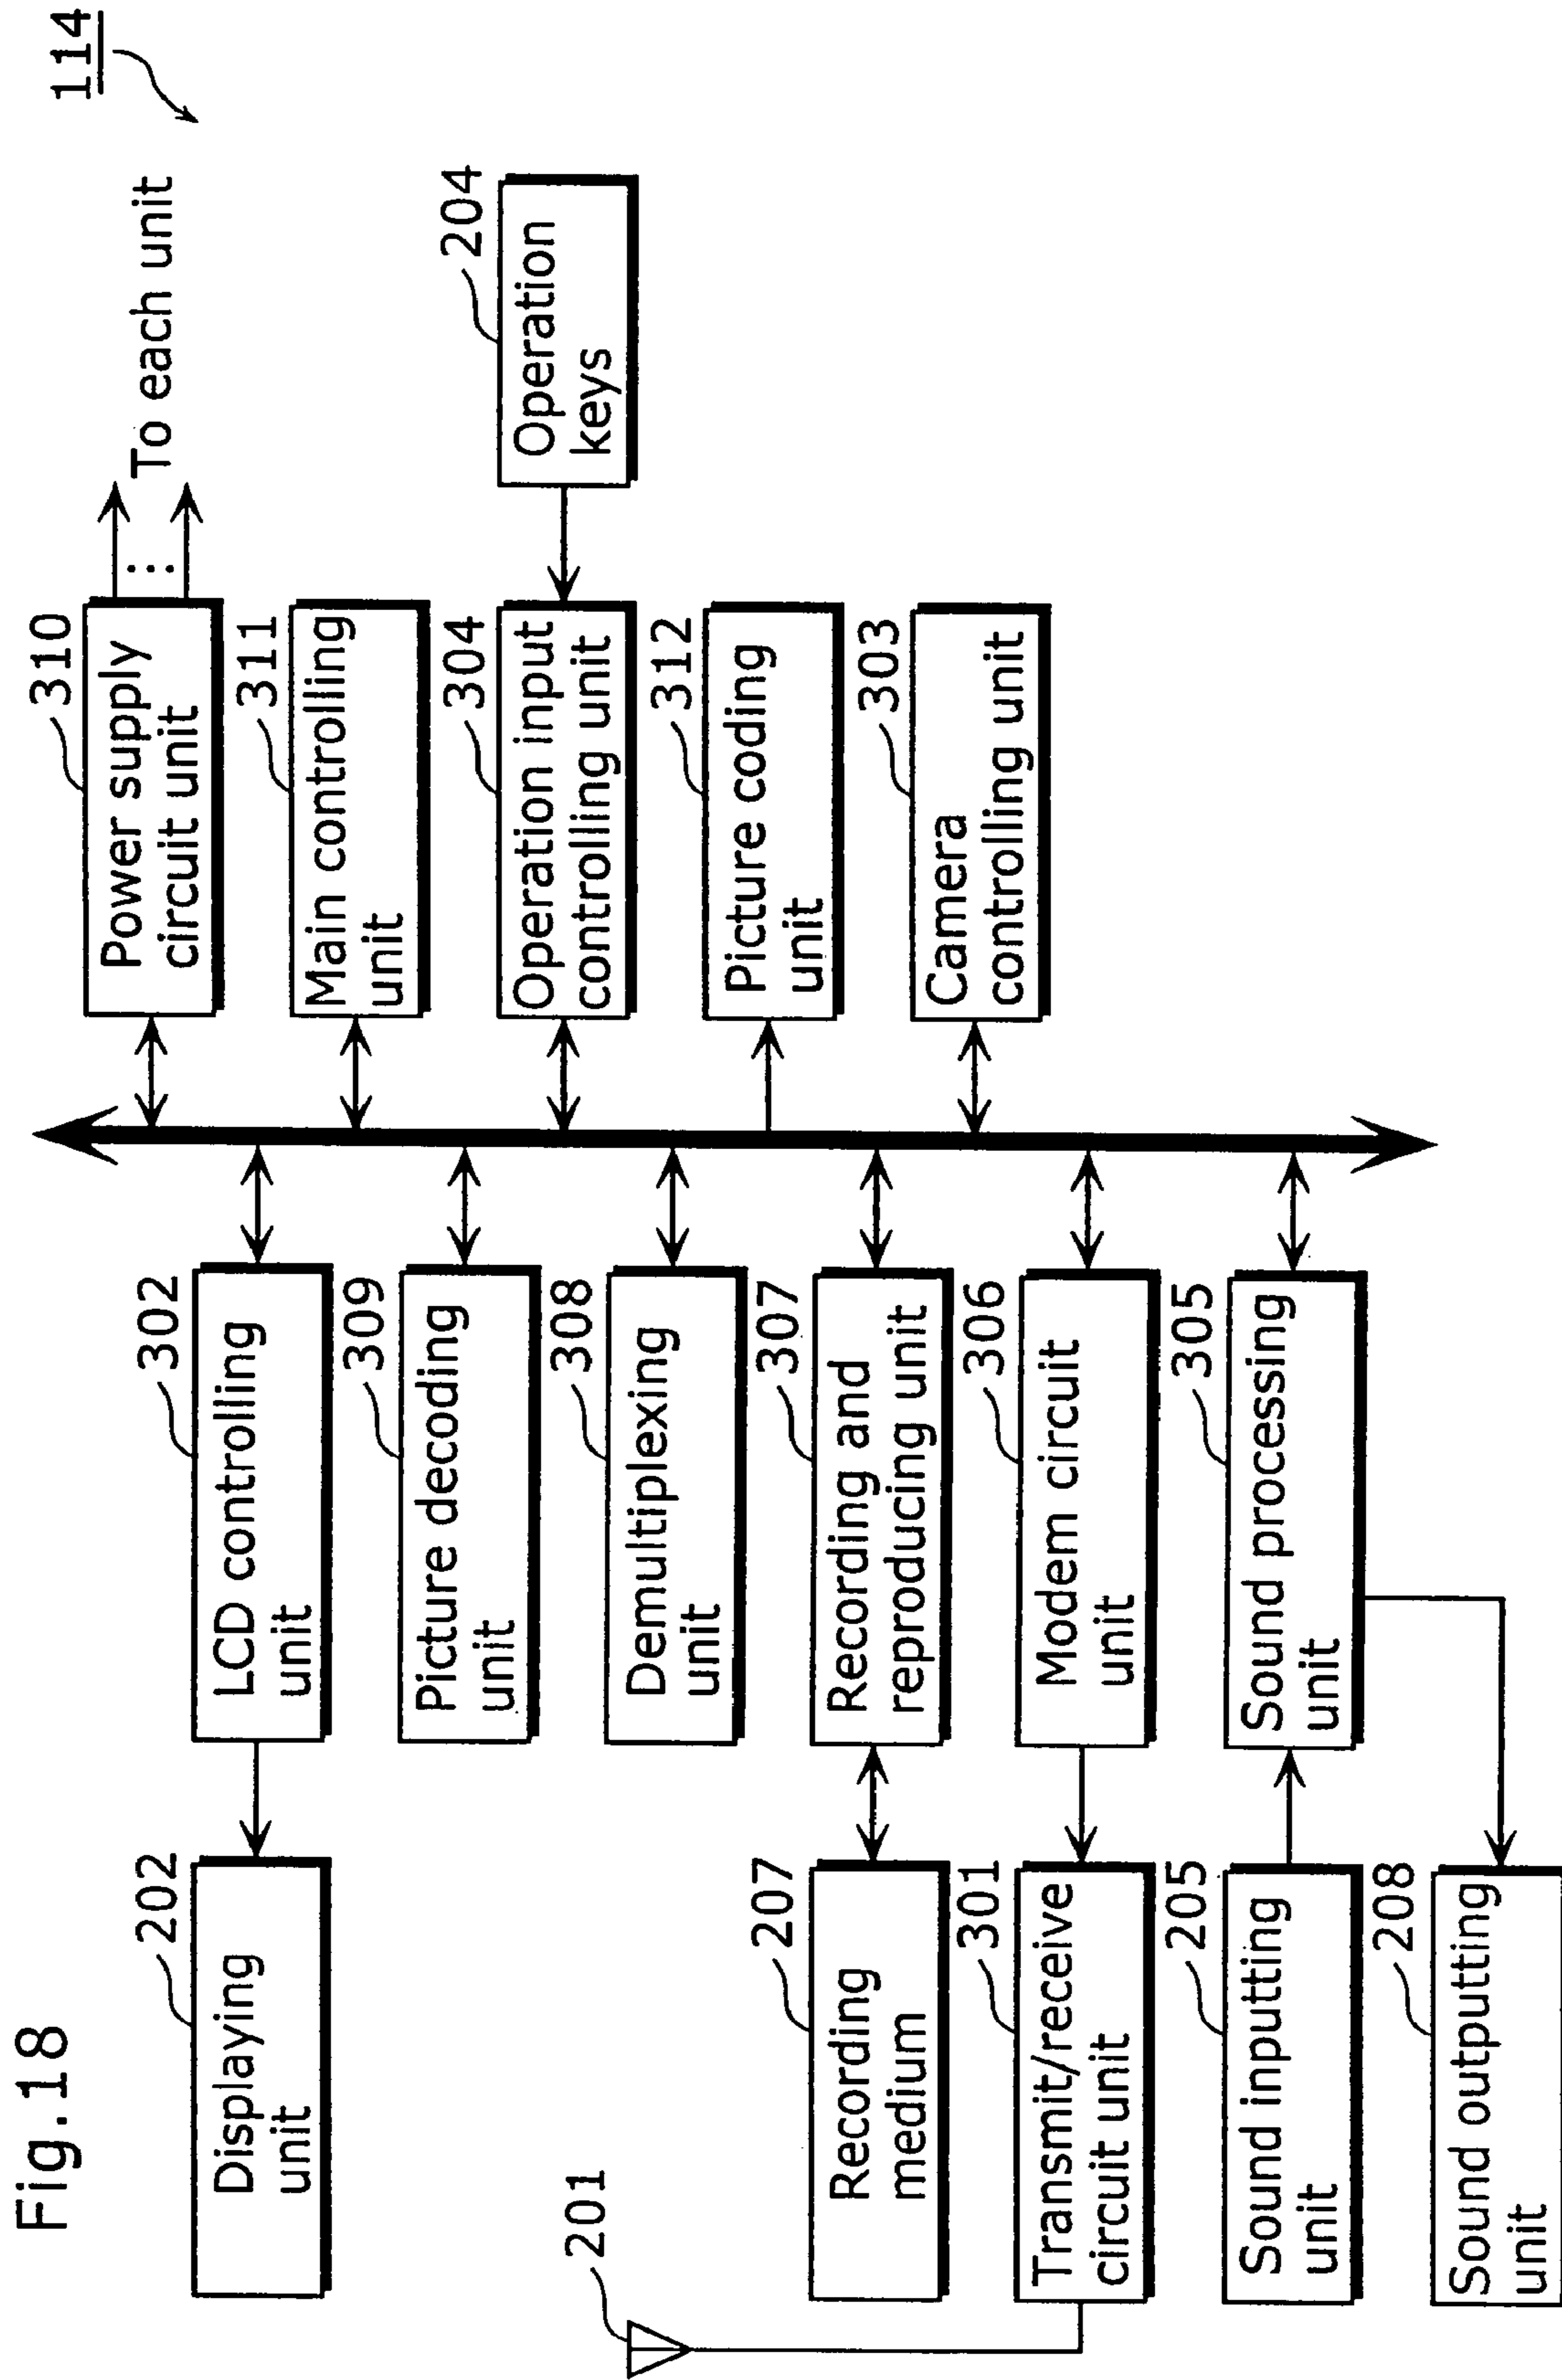 Fig.18
114
202
Displaying
unit
302
LCD controlling
unit
310
Power supply
circuit unit
To each unit
309
Picture decoding
unit
311
Main controlling
unit
308
Demultiplexing
unit
304
Operation input
controlling unit
204
Operation
keys
201
207
Recording
medium
307
Recording and
reproducing unit
312
Picture coding
unit
301
Transmit/receive
circuit unit
306
Modem circuit
unit
303
Camera
controlling unit
205
Sound inputting
unit
305
Sound processing
unit
208
Sound outputting
unit